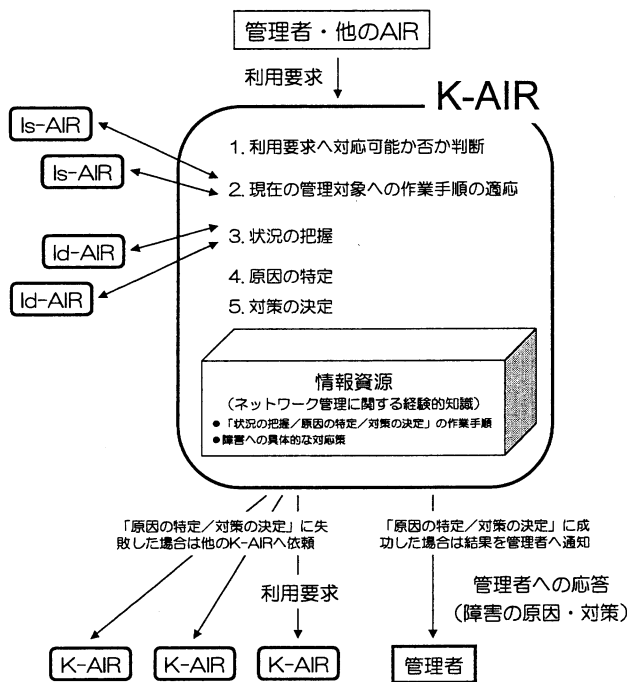 管理者・他のAIR
利用要求
K-AIR
Is-AIR
Is-AIR
Id-AIR
Id-AIR
1. 利用要求へ対応可能か否か判断
2. 現在の管理対象への作業手順の適応
3. 状況の把握
4. 原因の特定
5. 対策の決定
情報資源
（ネットワーク管理に関する経験的知識）
●「状況の把握／原因の特定／対策の決定」の作業手順
●障害への具体的な対応策
「原因の特定／対策の決定」に失
敗した場合は他のK-AIRへ依頼
利用要求
「原因の特定／対策の決定」に成
功した場合は結果を管理者へ通知
管理者への応答
（障害の原因・対策）
K-AIR
K-AIR
K-AIR
管理者